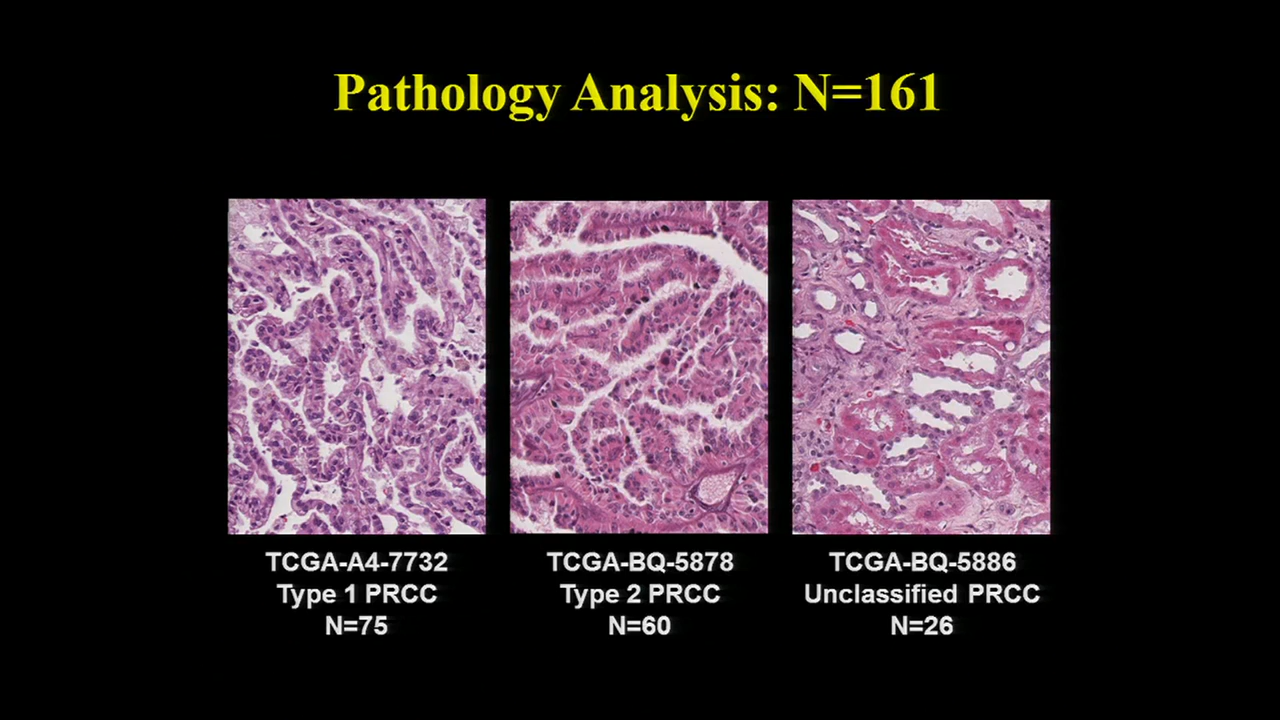 Pathology Analysis: N=161
TCGA-A4-7732
Type 1 PRCC
N=75
TCGA-BQ-5878
Type 2 PRCC
N=60
TCGA-BQ-5886
Unclassified PRCC
N=26